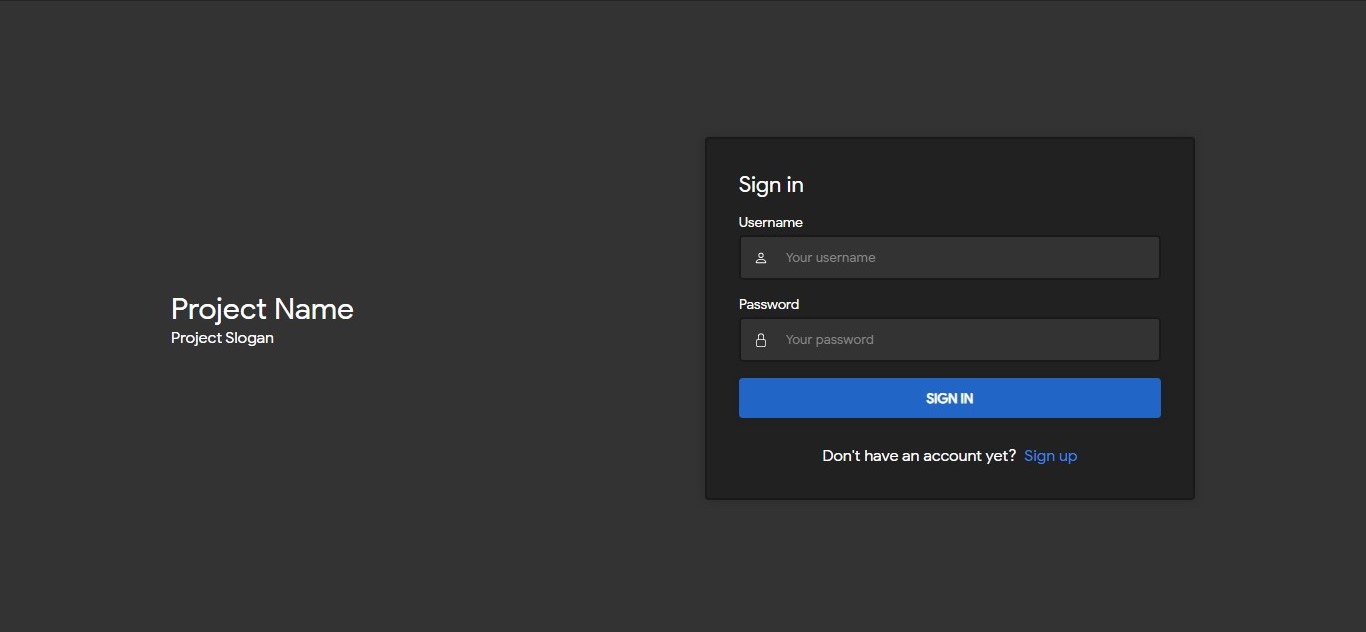 Project Name
Project Slogan
Sign in
Username
Your username
Password
Your password
SIGN IN
Don't have an account yet? Sign up